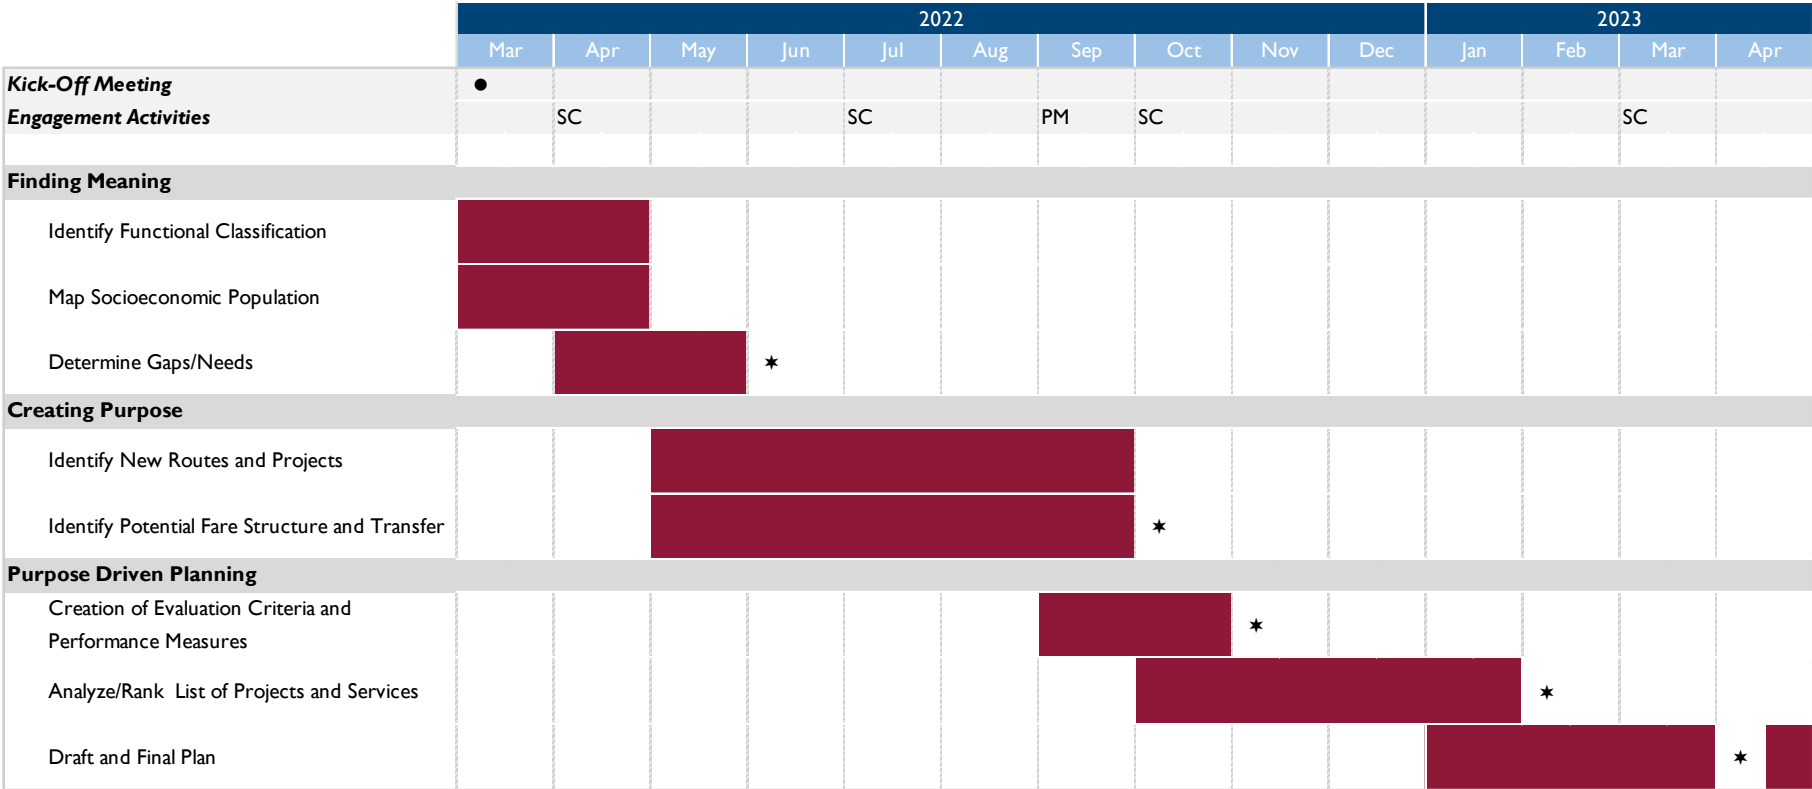 2022 2023
Mar Apr May Jun Jul Aug Sep Oct Nov Dec Jan Feb Mar Apr
Kick-Off Meeting
Engagement Activities SC SC PM SC SC
Finding Meaning
Identify Functional Classification
Map Socioeconomic Population
Determine Gaps/Needs
Creating Purpose
Identify New Routes and Projects
Identify Potential Fare Structure and Transfer
Purpose Driven Planning
Creation of Evaluation Criteria and
Performance Measures
Analyze/Rank List of Projects and Services
Draft and Final Plan